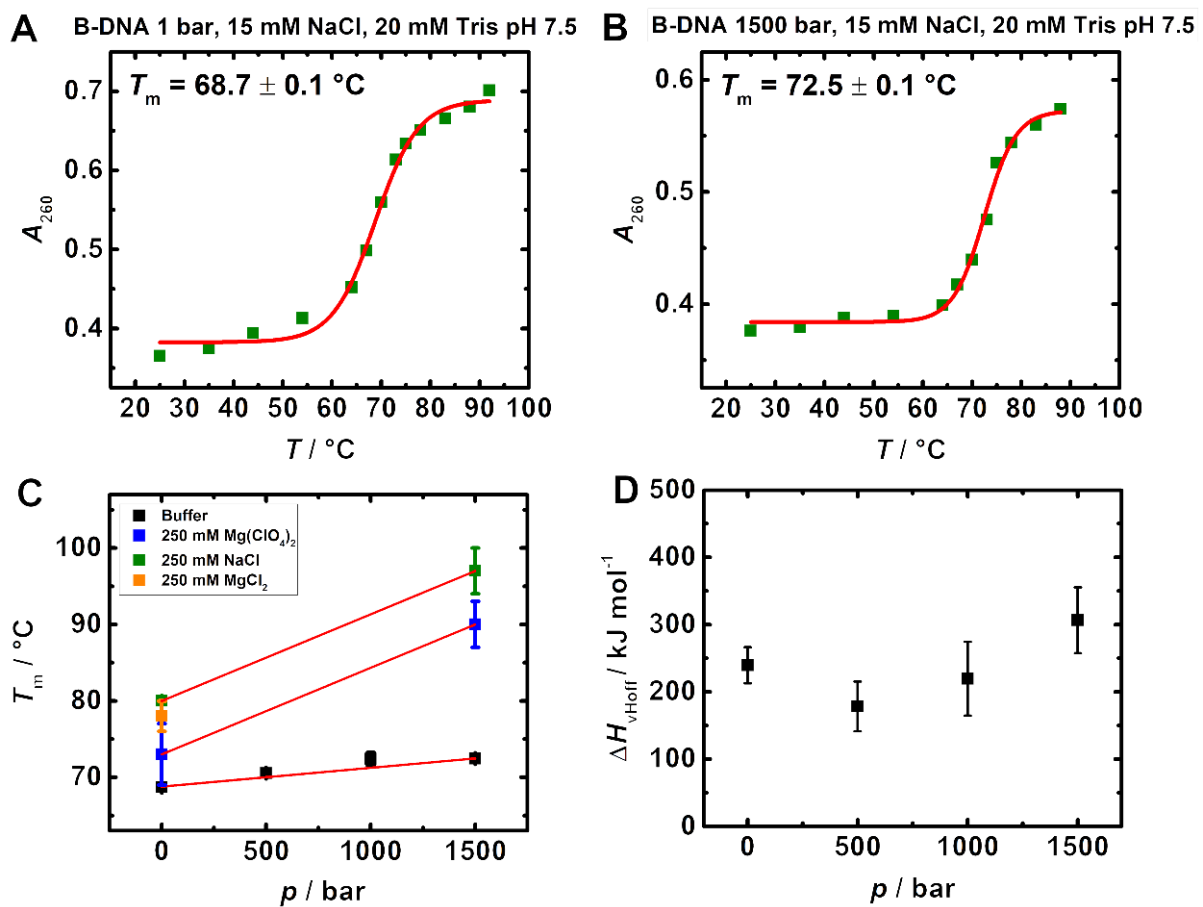 A
B-DNA 1 bar, 15 mM NaCl, 20 mM Tris pH 7.5
Tm = 68.7 ± 0.1 °C
A260
0.7
0.6
0.5
0.4
20 30 40 50 60 70 80 90 100
T / °C
B
B-DNA 1500 bar, 15 mM NaCl, 20 mM Tris pH 7.5
Tm = 72.5 ± 0.1 °C
A260
0.6
0.5
0.4
20 30 40 50 60 70 80 90 100
T / °C
C
Buffer
250 mM Mg(ClO4)2
250 mM NaCl
250 mM MgCl2
Tm / °C
100
90
80
70
0 500 1000 1500
p / bar
D
ΔHvHoff / kJ mol-1
500
400
300
200
100
0
0 500 1000 1500
p / bar